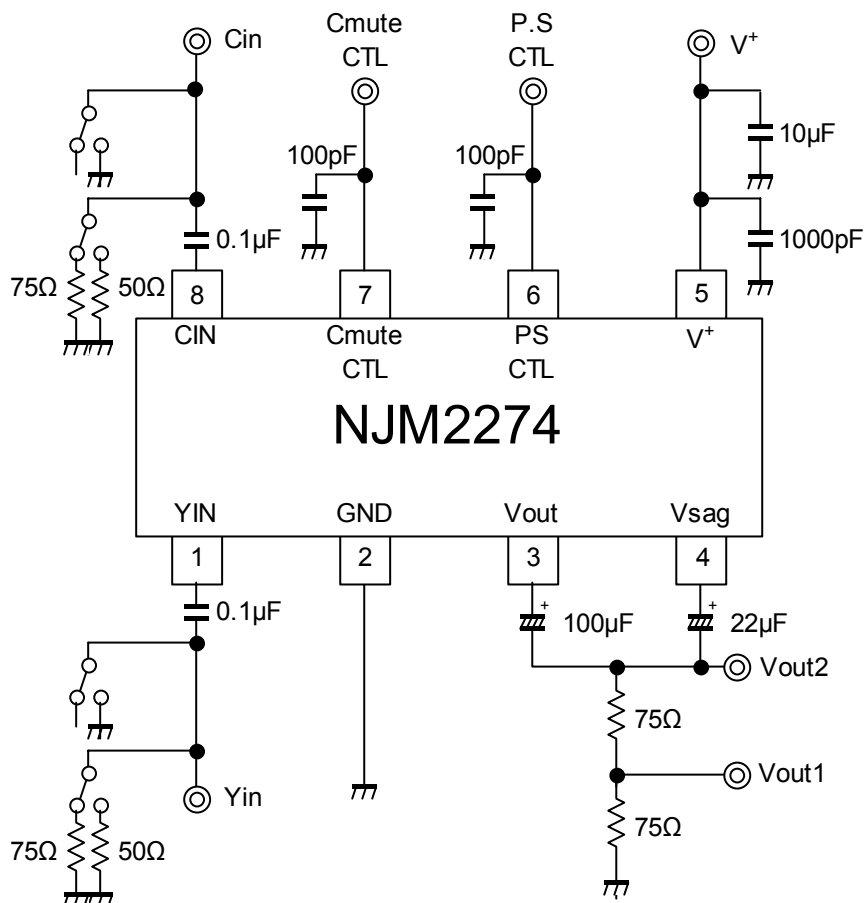 Cin
Cmute
CTL
P.S
CTL
V⁺
100pF
100pF
10µF
0.1µF
1000pF
75Ω
50Ω
8
7
6
5
CIN
Cmute
CTL
PS
CTL
V⁺
NJM2274
YIN
GND
Vout
Vsag
1
2
3
4
0.1µF
+
100µF
+
22µF
Vout2
75Ω
Vout1
Yin
75Ω
75Ω
50Ω